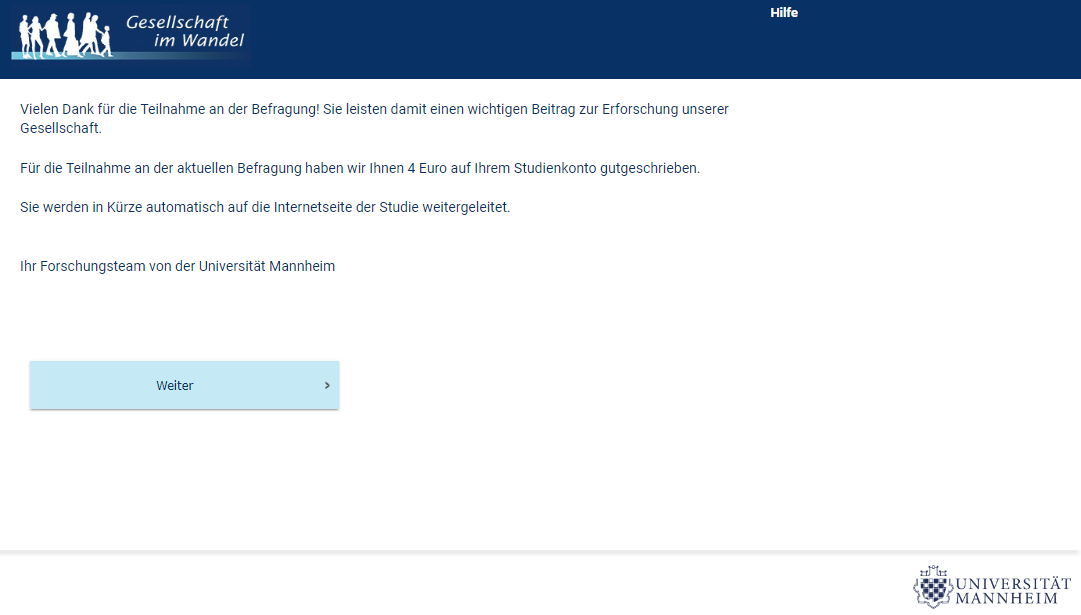 Gesellschaft
im Wandel
Hilfe
Vielen Dank für die Teilnahme an der Befragung! Sie leisten damit einen wichtigen Beitrag zur Erforschung unserer
Gesellschaft.
Für die Teilnahme an der aktuellen Befragung haben wir Ihnen 4 Euro auf Ihrem Studienkonto gutgeschrieben.
Sie werden in Kürze automatisch auf die Internetseite der Studie weitergeleitet.
Ihr Forschungsteam von der Universität Mannheim
Weiter
UNIVERSITÄT
MANNHEIM